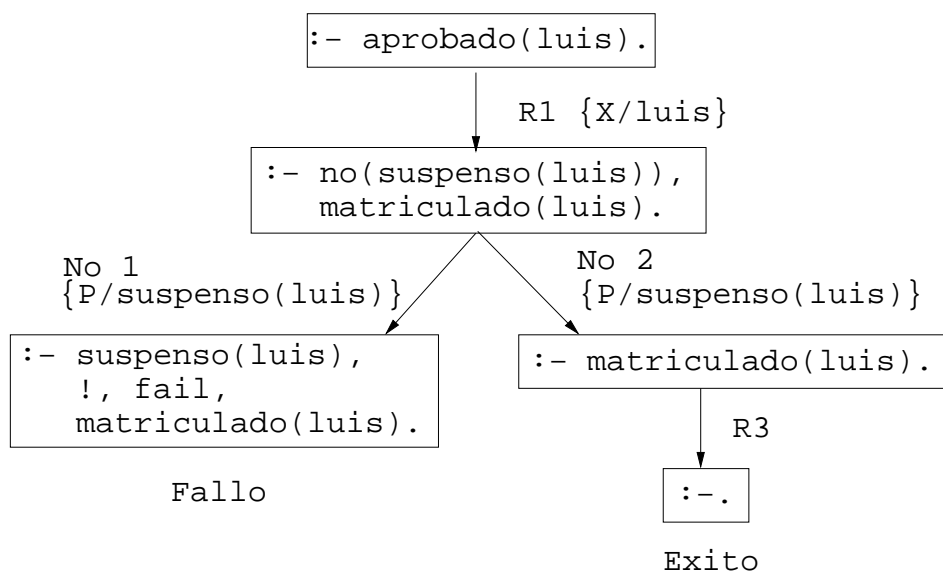 :- aprobado(luis).
R1 {X/luis}
:- no(suspenso(luis)),
matriculado(luis).
No 1
{P/suspenso(luis)}
No 2
{P/suspenso(luis)}
:- suspenso(luis),
!, fail,
matriculado(luis).
Fallo
:- matriculado(luis).
R3
:-.
Exito